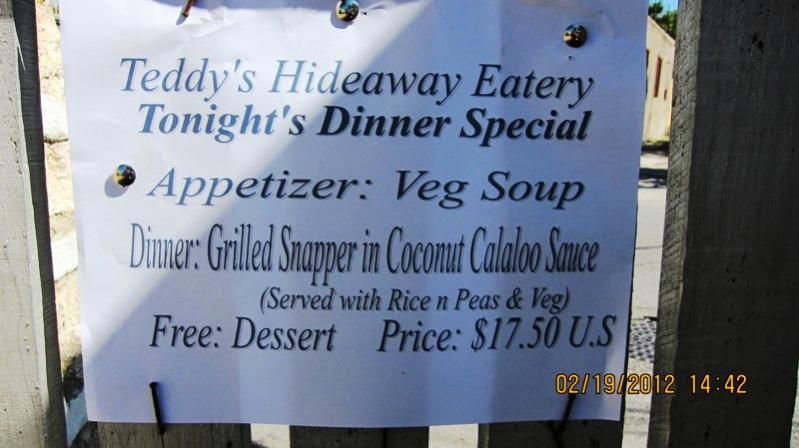 Teddy's Hideaway Eatery
Tonight's Dinner Special
Appetizer: Veg Soup
Dinner: Grilled Snapper in Coconut Calaloo Sauce
(Served with Rice n Peas & Veg)
Free: Dessert Price: $17.50 U.S
02/19/2012 14:42